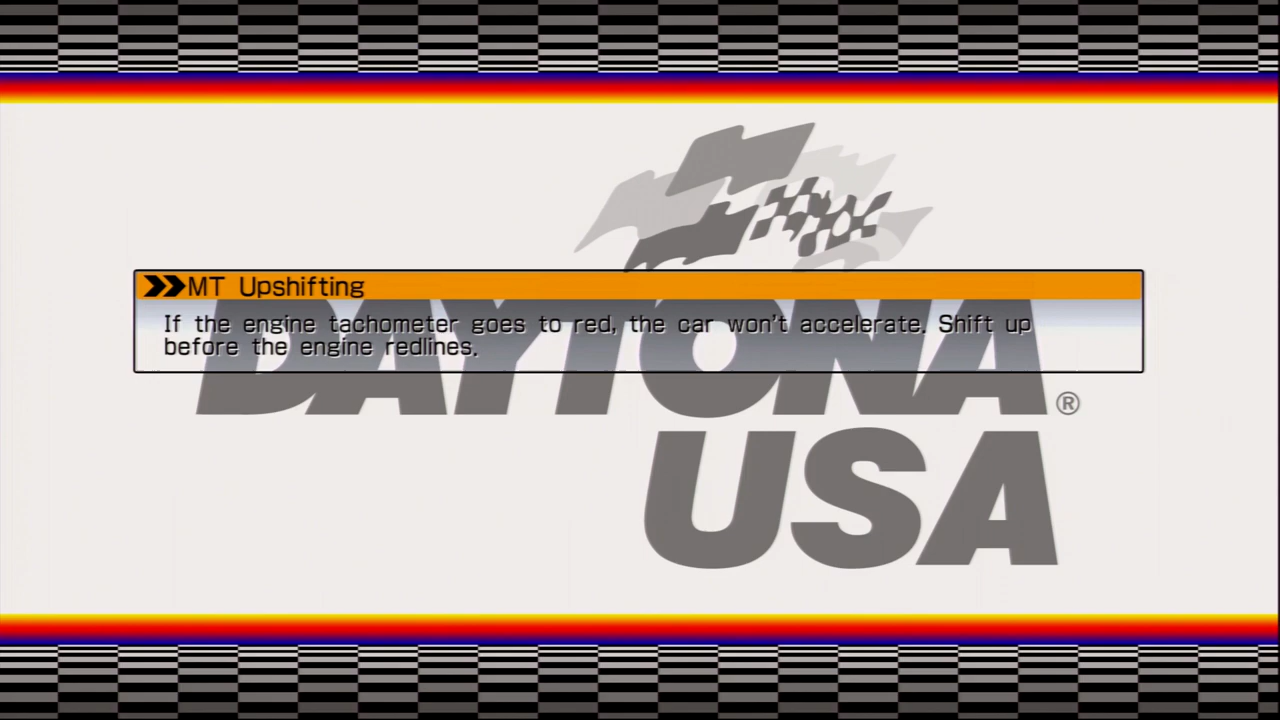 MT Upshifting
If the engine tachometer goes to red, the car won't accelerate. Shift up
before the engine redlines.
DAYTONA®
USA